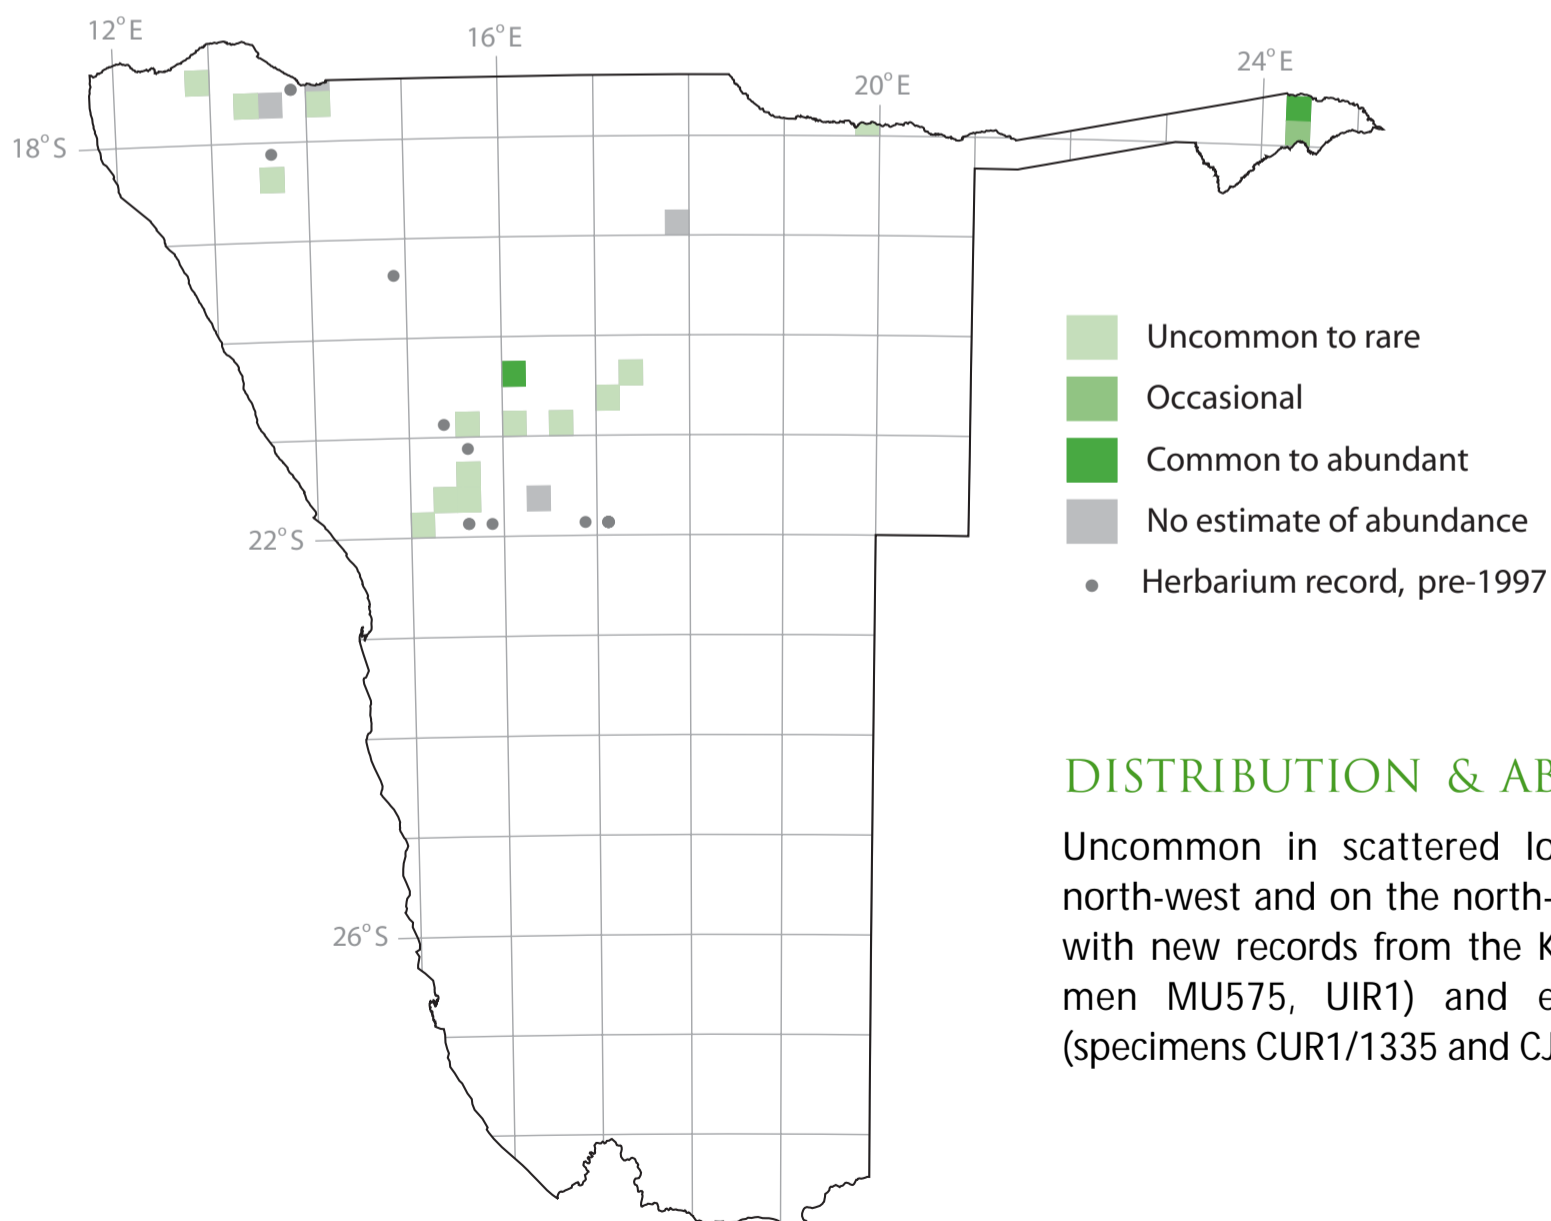 12°E
16°E
20°E
24°E
18°S
22°S
26°S
Uncommon to rare
Occasional
Common to abundant
No estimate of abundance
Herbarium record, pre-1997
DISTRIBUTION & AB
Uncommon in scattered lo
north-west and on the north-
with new records from the K
men MU575, UIR1) and e
(specimens CUR1/1335 and CJ